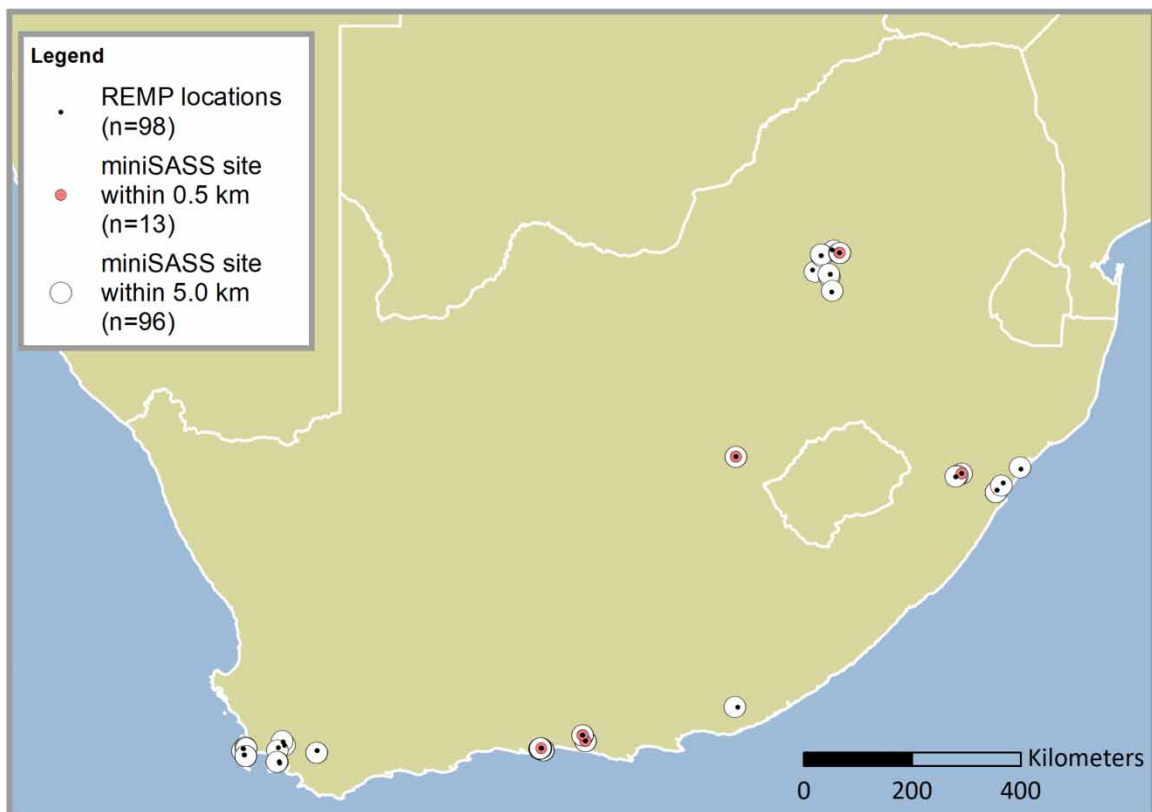 Legend
REMP locations
(n=98)
miniSASS site
within 0.5 km
(n=13)
miniSASS site
within 5.0 km
(n=96)
Kilometers
0 200 400